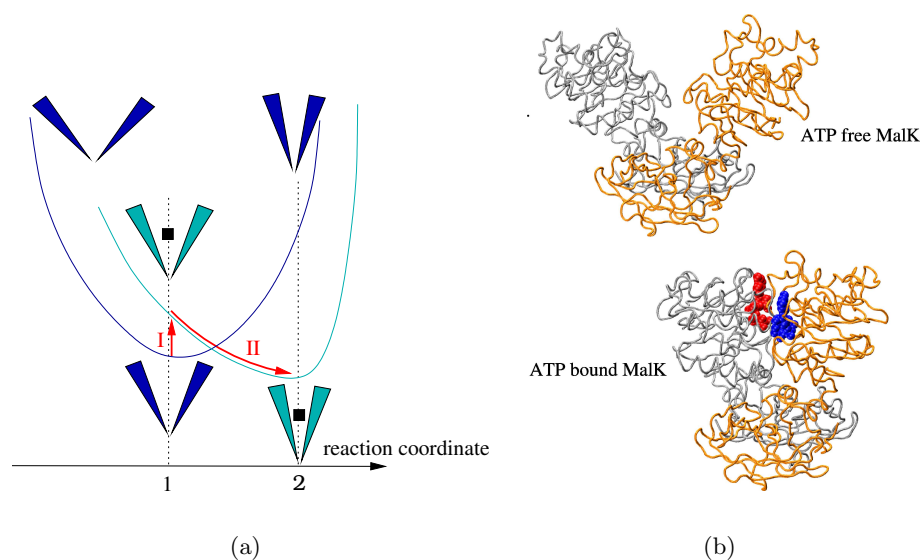 ATP free MalK
I
II
ATP bound MalK
reaction coordinate
1
2
(a)
(b)